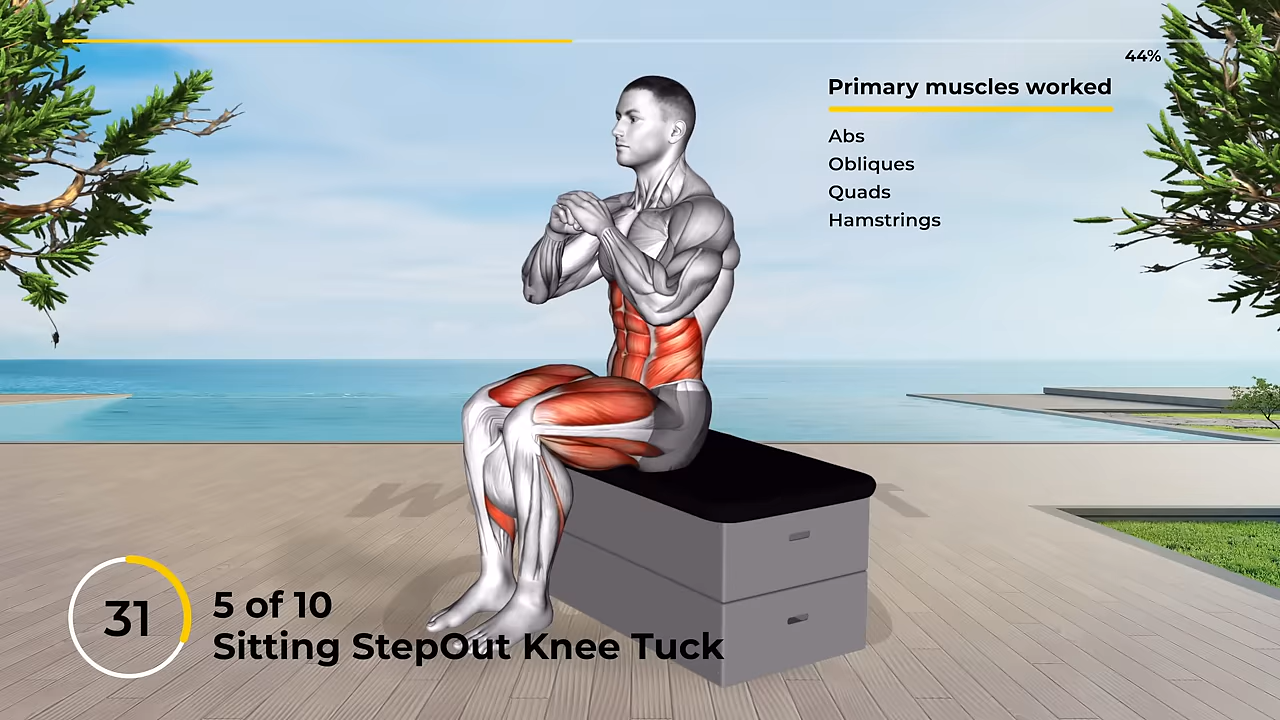 44%
Primary muscles worked
Abs
Obliques
Quads
Hamstrings
31
5 of 10
Sitting StepOut Knee Tuck